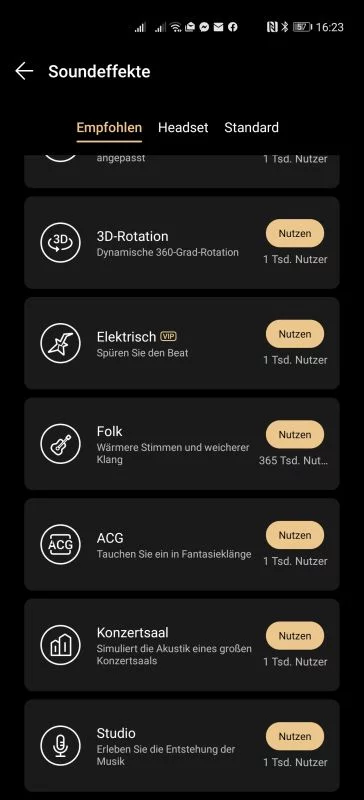 57 16:23
Soundeffekte
Empfohlen Headset Standard
angepasst
1 Tsd. Nutzer
3D
3D-Rotation
Dynamische 360-Grad-Rotation
Nutzen
1 Tsd. Nutzer
Elektrisch VIP
Spüren Sie den Beat
Nutzen
1 Tsd. Nutzer
Folk
Wärmere Stimmen und weicherer
Klang
Nutzen
365 Tsd. Nut...
ACG
ACG
Tauchen Sie ein in Fantasieklänge
Nutzen
1 Tsd. Nutzer
Konzertsaal
Simuliert die Akustik eines großen
Konzertsaals
Nutzen
1 Tsd. Nutzer
Studio
Erleben Sie die Entstehung der
Musik
Nutzen
1 Tsd. Nutzer